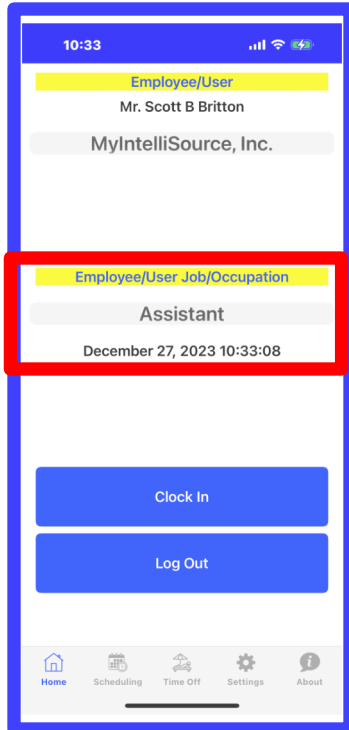 10:33
Employee/User
Mr. Scott B Britton
MyIntelliSource, Inc.
Employee/User Job/Occupation
Assistant
December 27, 2023 10:33:08
Clock In
Log Out
Home Scheduling Time Off Settings About